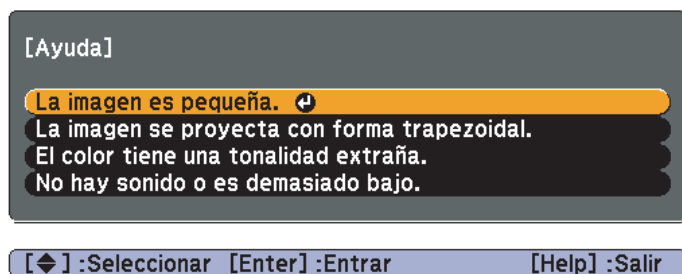 [Ayuda]
La imagen es pequeña.
La imagen se proyecta con forma trapezoidal.
El color tiene una tonalidad extraña.
No hay sonido o es demasiado bajo.
[◆] :Seleccionar [Enter] :Entrar [Help] :Salir